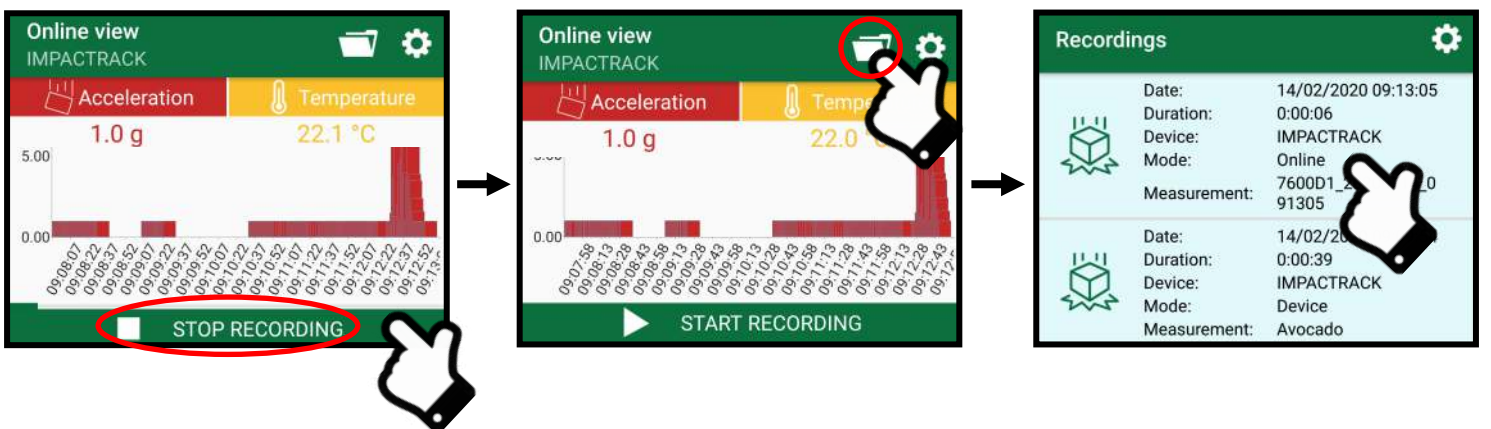 Online view
IMPACTRACK
Acceleration
Temperature
1.0 g
22.1 °C
5.00
0.00
09:08:07 09:08:22 09:08:37 09:08:52 09:09:07 09:09:22 09:09:37 09:09:52 09:10:07 09:10:22 09:10:37 09:10:52 09:11:07 09:11:22 09:11:37 09:11:52 09:12:07 09:12:22 09:12:37 09:12:52
STOP RECORDING
Online view
IMPACTRACK
Acceleration
1.0 g
22.0
0.00
09:07:58 09:08:13 09:08:28 09:08:43 09:08:58 09:09:13 09:09:28 09:09:43 09:09:58 09:10:13 09:10:28 09:10:43 09:10:58 09:11:13 09:11:28 09:11:43 09:11:58 09:12:13 09:12:28 09:12:43
START RECORDING
Recordings
Date: 14/02/2020 09:13:05
Duration: 0:00:06
Device: IMPACTRACK
Mode: Online
Measurement: 7600D1_
91305
Date: 14/02/
Duration: 0:00:39
Device: IMPACTRACK
Mode: Device
Measurement: Avocado